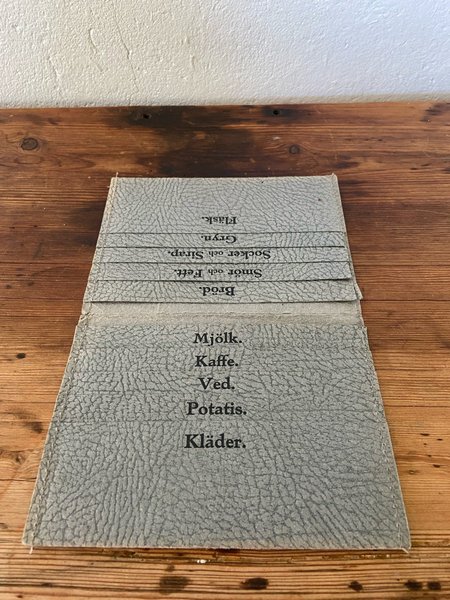 Fläsk.
Gryn.
Socker och Sirap.
Smör och Fett.
Bröd.
Mjölk.
Kaffe.
Ved.
Potatis.
Kläder.